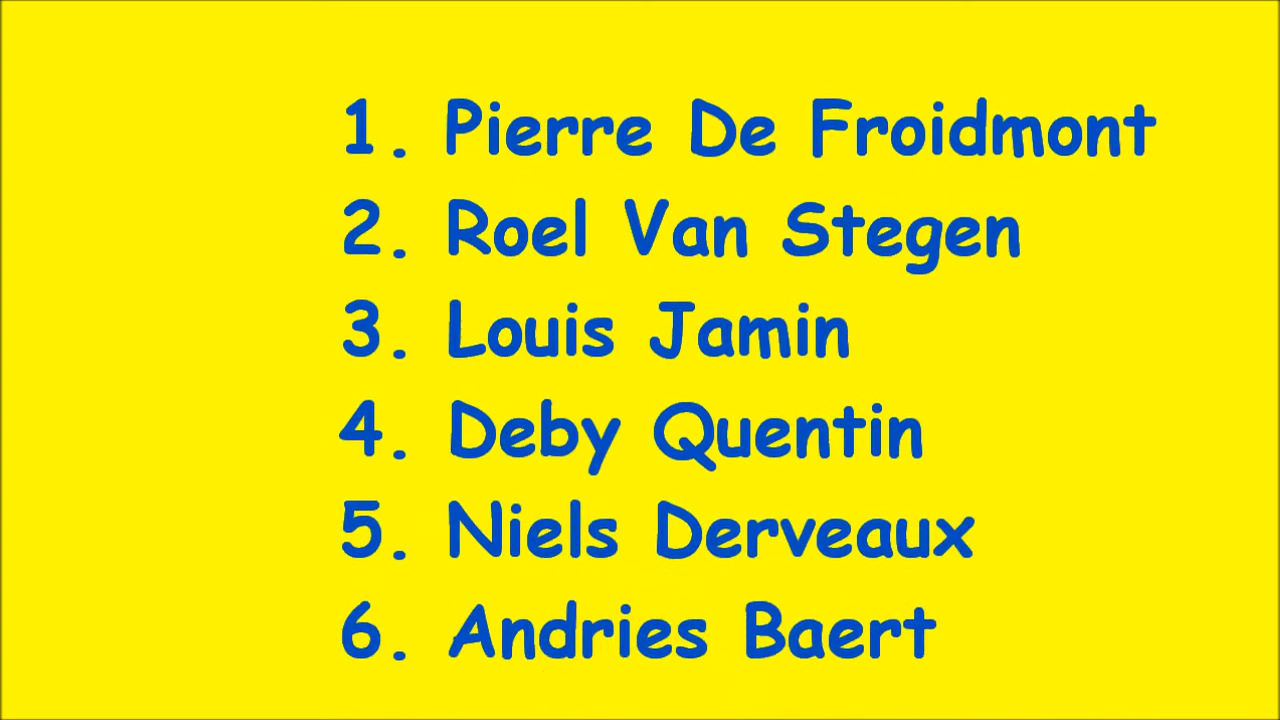 1. Pierre De Froidmont
2. Roel Van Stegen
3. Louis Jamin
4. Deby Quentin
5. Niels Derveaux
6. Andries Baert